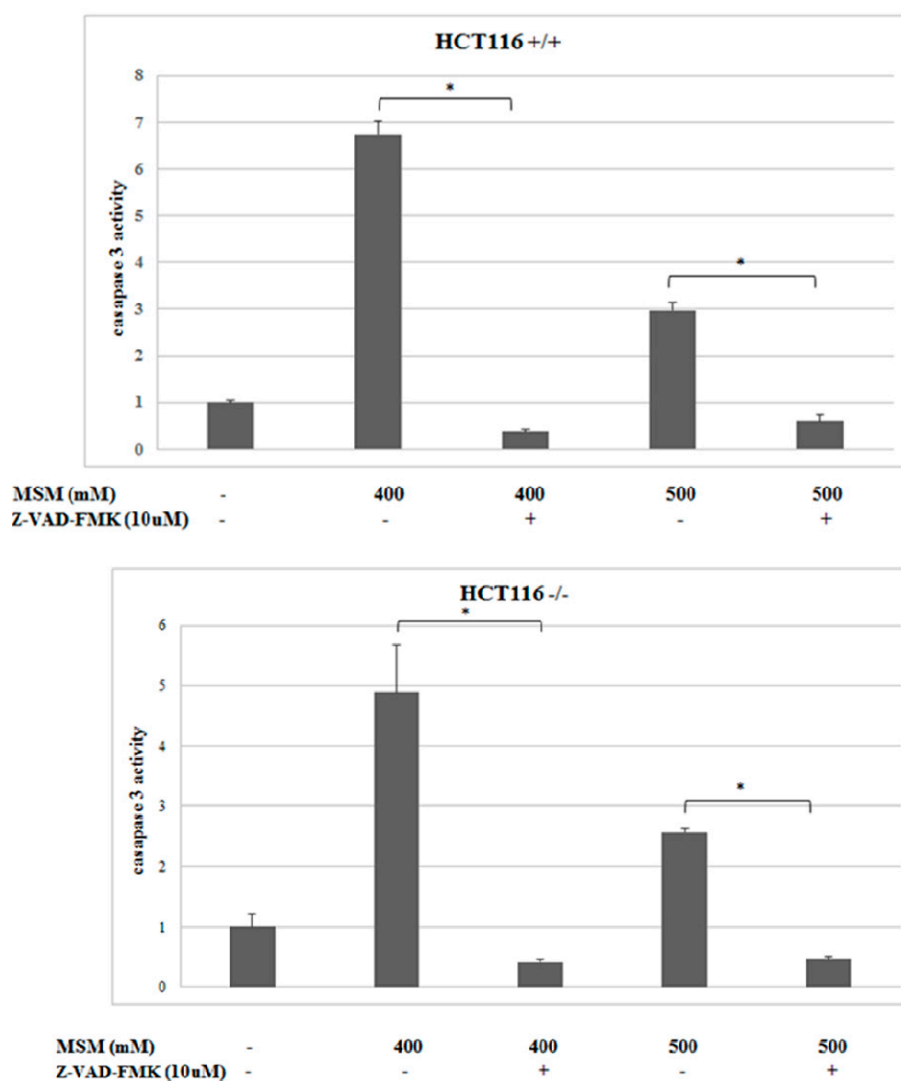 HCT116 +/+
casapase 3 activity
8
7
6
5
4
3
2
1
0
*
*
MSM (mM) - 400 400 500 500
Z-VAD-FMK (10uM) - - + - +
HCT116 -/-
casapase 3 activity
6
5
4
3
2
1
0
*
*
MSM (mM) - 400 400 500 500
Z-VAD-FMK (10uM) - - + - +